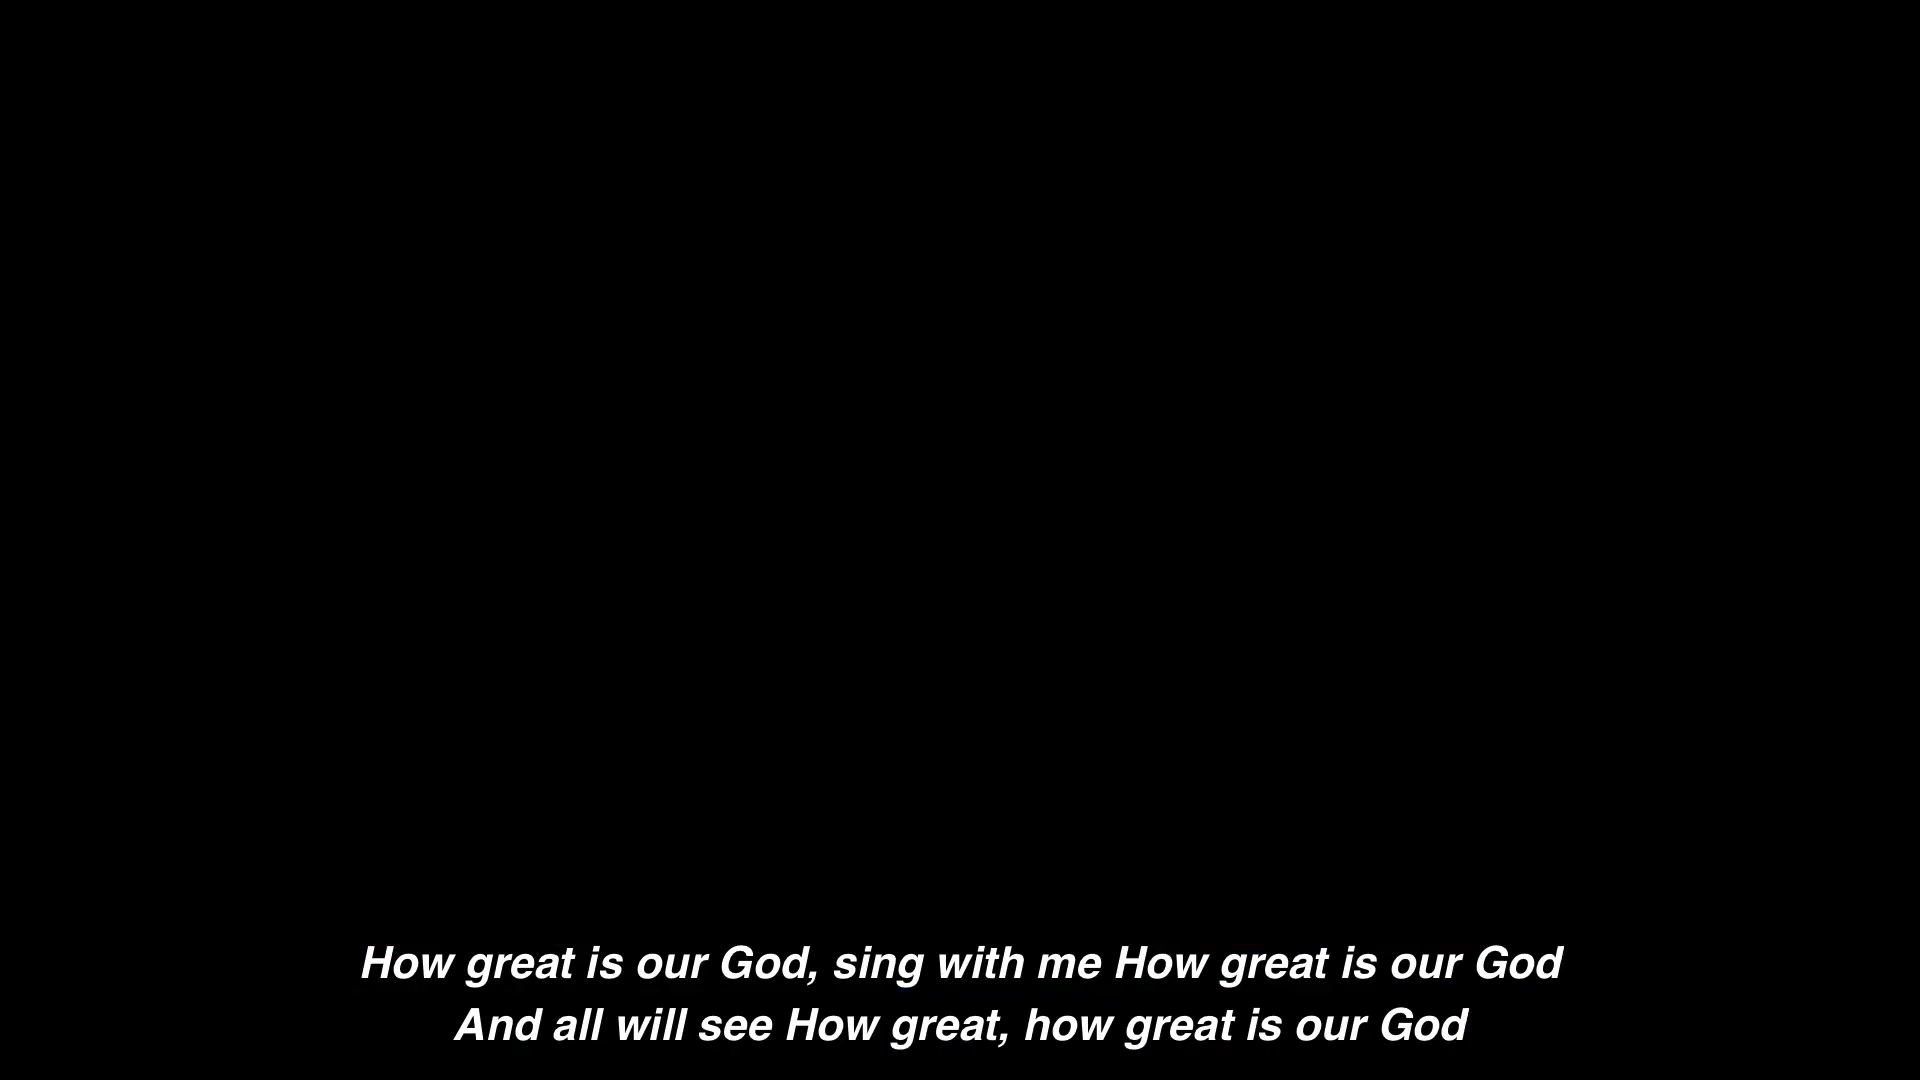 How great is our God, sing with me How great is our God
And all will see How great, how great is our God